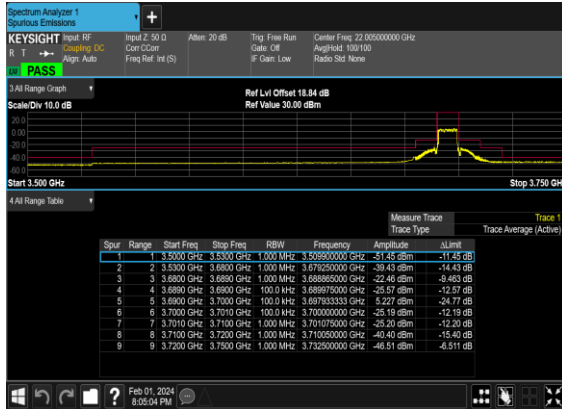 Spectrum Analyzer 1
Spurious Emissions
+
KEYSIGHT Input: RF Input Z: 50 Ω Atten: 20 dB Trig: Free Run Center Freq: 22.005000000 GHz
R T Coupling: DC Corr CCorr Gate: Off Avg|Hold: 100/100
Align: Auto Freq Ref: Int (S) IF Gain: Low Radio Std: None
PASS
3 All Range Graph
Ref Lvl Offset 18.84 dB
Scale/Div 10.0 dB Ref Value 30.00 dBm
20.0
0.00
-20.0
-40.0
-60.0
Start 3.500 GHz Stop 3.750 GH
4 All Range Table
Measure Trace Trace 1
Trace Type Trace Average (Active)
Spur Range Start Freq Stop Freq RBW Frequency Amplitude ΔLimit
1 1 3.5000 GHz 3.5300 GHz 1.000 MHz 3.509900000 GHz -51.45 dBm -11.45 dB
2 2 3.5300 GHz 3.6800 GHz 1.000 MHz 3.679250000 GHz -39.43 dBm -14.43 dB
3 3 3.6800 GHz 3.6890 GHz 1.000 MHz 3.688865000 GHz -22.46 dBm -9.463 dB
4 4 3.6890 GHz 3.6900 GHz 100.0 kHz 3.689975000 GHz -25.57 dBm -12.57 dB
5 5 3.6900 GHz 3.7000 GHz 100.0 kHz 3.697933333 GHz 5.227 dBm -24.77 dB
6 6 3.7000 GHz 3.7010 GHz 100.0 kHz 3.700000000 GHz -25.19 dBm -12.19 dB
7 7 3.7010 GHz 3.7100 GHz 1.000 MHz 3.701075000 GHz -25.20 dBm -12.20 dB
8 8 3.7100 GHz 3.7200 GHz 1.000 MHz 3.710050000 GHz -40.40 dBm -15.40 dB
9 9 3.7200 GHz 3.7500 GHz 1.000 MHz 3.732500000 GHz -46.51 dBm -6.511 dB
? Feb 01, 2024
8:05:04 PM